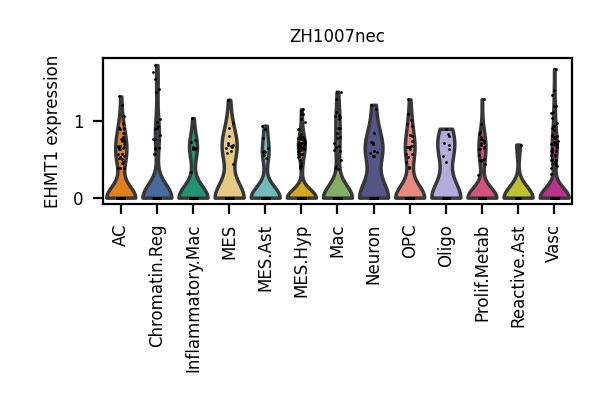 ZH1007nec
EHMT1 expression
1
0
AC
Chromatin.Reg
Inflammatory.Mac
MES
MES.Ast
MES.Hyp
Mac
Neuron
OPC
Oligo
Prolif.Metab
Reactive.Ast
Vasc